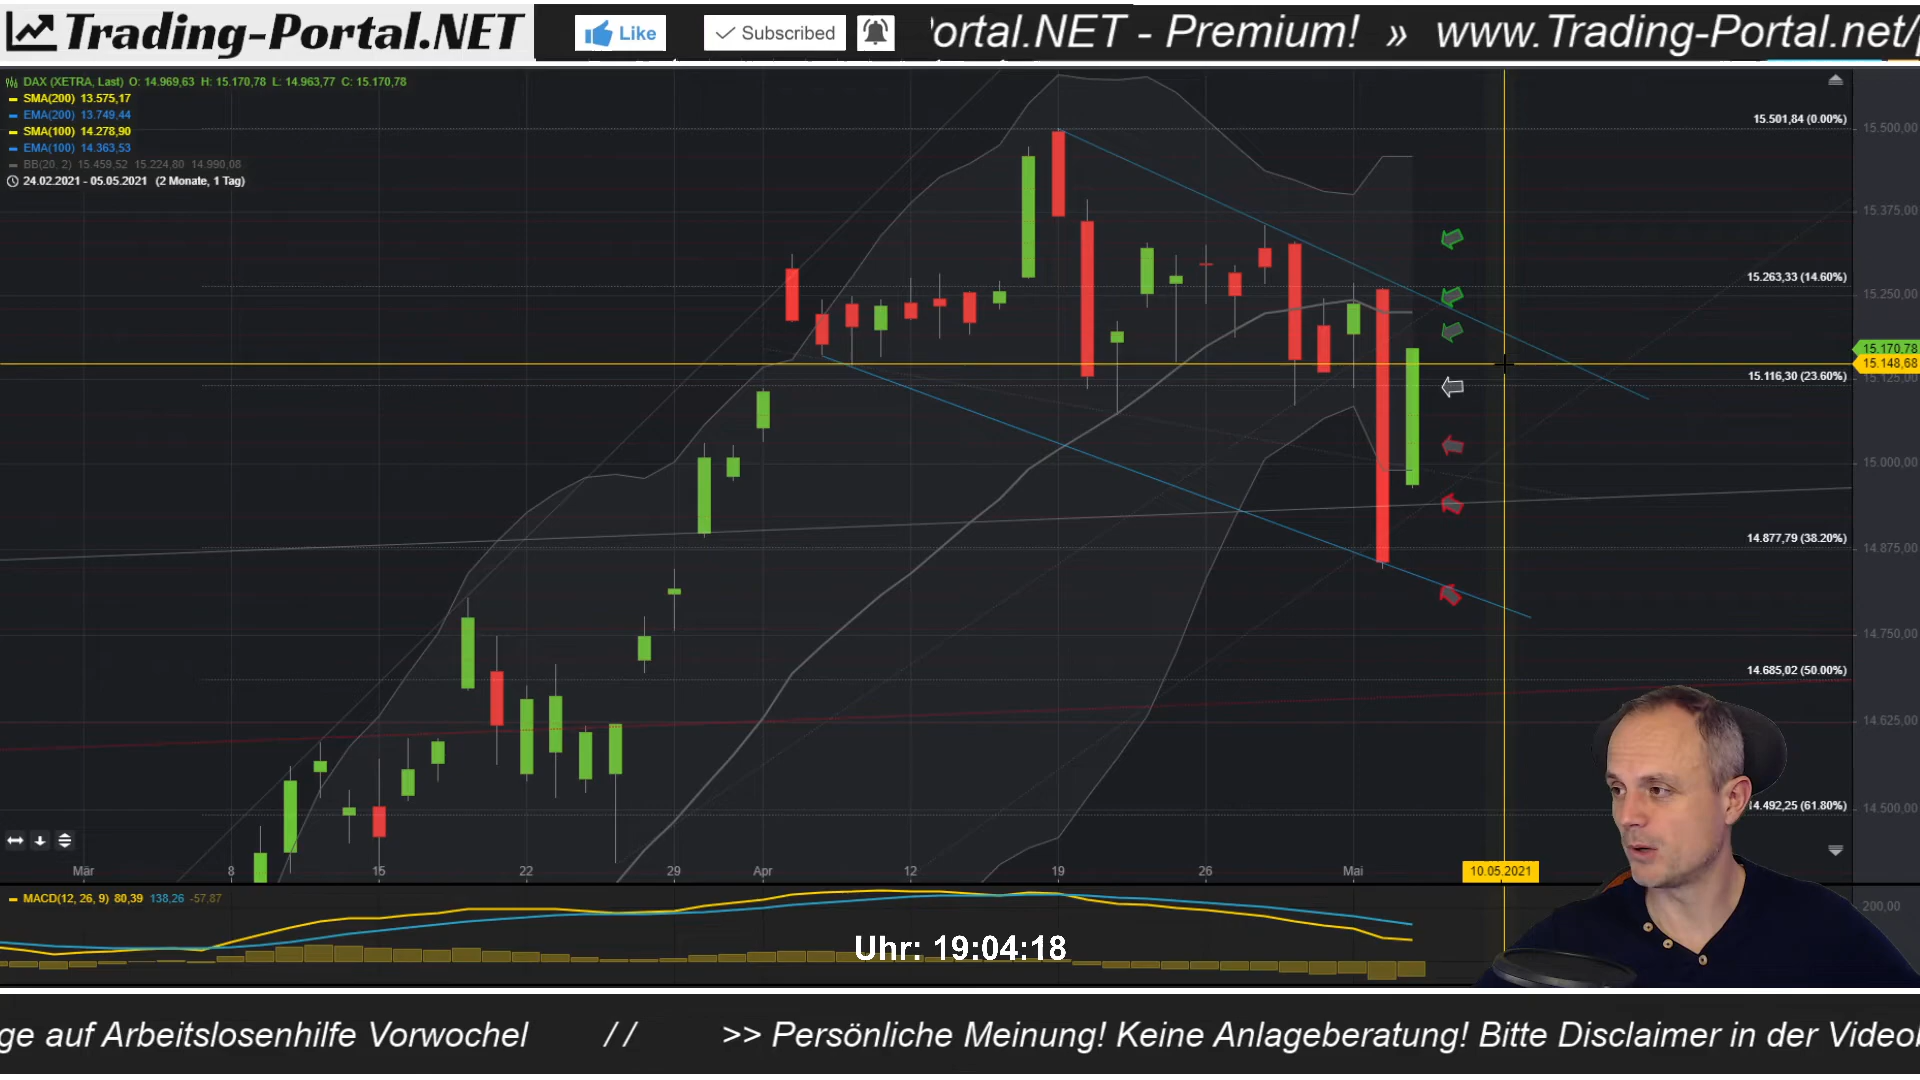 Trading-Portal.NET
Like
Subscribed
ortal.NET - Premium! » www.Trading-Portal.net/
DAX (XETRA, Last) O: 14.969,63 H: 15.170,78 L: 14.963,77 C: 15.170,78
SMA(200) 13.575,17
EMA(200) 13.749,44
SMA(100) 14.278,90
EMA(100) 14.363,53
BB(20, 2) 15.459,52 15.224,80 14.990,08
24.02.2021 - 05.05.2021 (2 Monate, 1 Tag)
15.501,84 (0.00%)
15.500,00
15.375,00
15.263,33 (14.60%)
15.250,00
15.170,78
15.148,68
15.125,00
15.116,30 (23.60%)
15.000,00
14.877,79 (38.20%)
14.875,00
14.750,00
14.685,02 (50.00%)
14.625,00
14.492,25 (61.80%)
14.500,00
Mär 8 15 22 29 Apr 12 19 26 Mai 10.05.2021
MACD(12, 26, 9) 80,39 138,26 -57,87
200,00
Uhr: 19:04:18
ge auf Arbeitslosenhilfe Vorwochel // >> Persönliche Meinung! Keine Anlageberatung! Bitte Disclaimer in der Videob